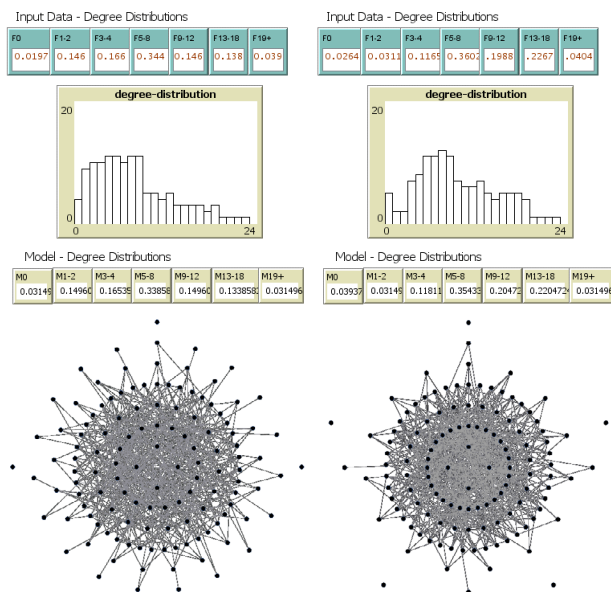 Input Data - Degree Distributions
F0 F1-2 F3-4 F5-8 F9-12 F13-18 F19+
0.0197 0.146 0.166 0.344 0.146 0.138 0.039
degree-distribution
20
0
0 24
Model - Degree Distributions
M0 M1-2 M3-4 M5-8 M9-12 M13-18 M19+
0.03149 0.14960 0.16535 0.33858 0.14960 0.133858 0.031496
Input Data - Degree Distributions
F0 F1-2 F3-4 F5-8 F9-12 F13-18 F19+
0.0264 0.0311 0.1165 0.3602 .1988 .2267 .0404
degree-distribution
20
0
0 24
Model - Degree Distributions
M0 M1-2 M3-4 M5-8 M9-12 M13-18 M19+
0.03937 0.03149 0.11811 0.35433 0.20472 0.220472 0.031496